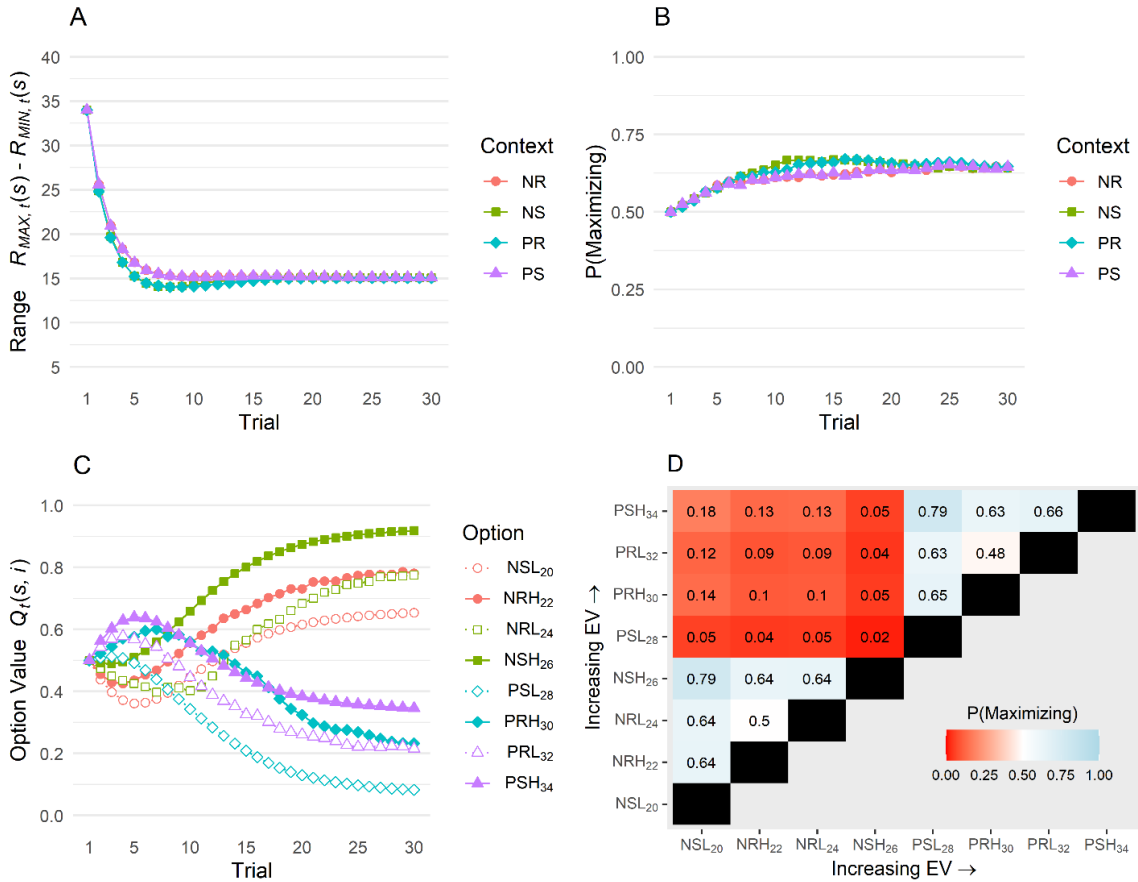 A
Range R_MAX, t(s) - R_MIN, t(s)
40
35
30
25
20
15
10
5
1 5 10 15 20 25 30
Trial
Context
NR
NS
PR
PS
B
P(Maximizing)
1.00
0.75
0.50
0.25
0.00
1 5 10 15 20 25 30
Trial
Context
NR
NS
PR
PS
C
Option Value Q_t(s, i)
1.0
0.8
0.6
0.4
0.2
0.0
1 5 10 15 20 25 30
Trial
Option
NSL20
NRH22
NRL24
NSH26
PSL28
PRH30
PRL32
PSH34
D
Increasing EV →
PSH34 0.18 0.13 0.13 0.05 0.79 0.63 0.66
PRL32 0.12 0.09 0.09 0.04 0.63 0.48
PRH30 0.14 0.1 0.1 0.05 0.65
PSL28 0.05 0.04 0.05 0.02
NSH26 0.79 0.64 0.64
NRL24 0.64 0.5
NRH22 0.64
NSL20
P(Maximizing)
0.00 0.25 0.50 0.75 1.00
NSL20 NRH22 NRL24 NSH26 PSL28 PRH30 PRL32 PSH34
Increasing EV →